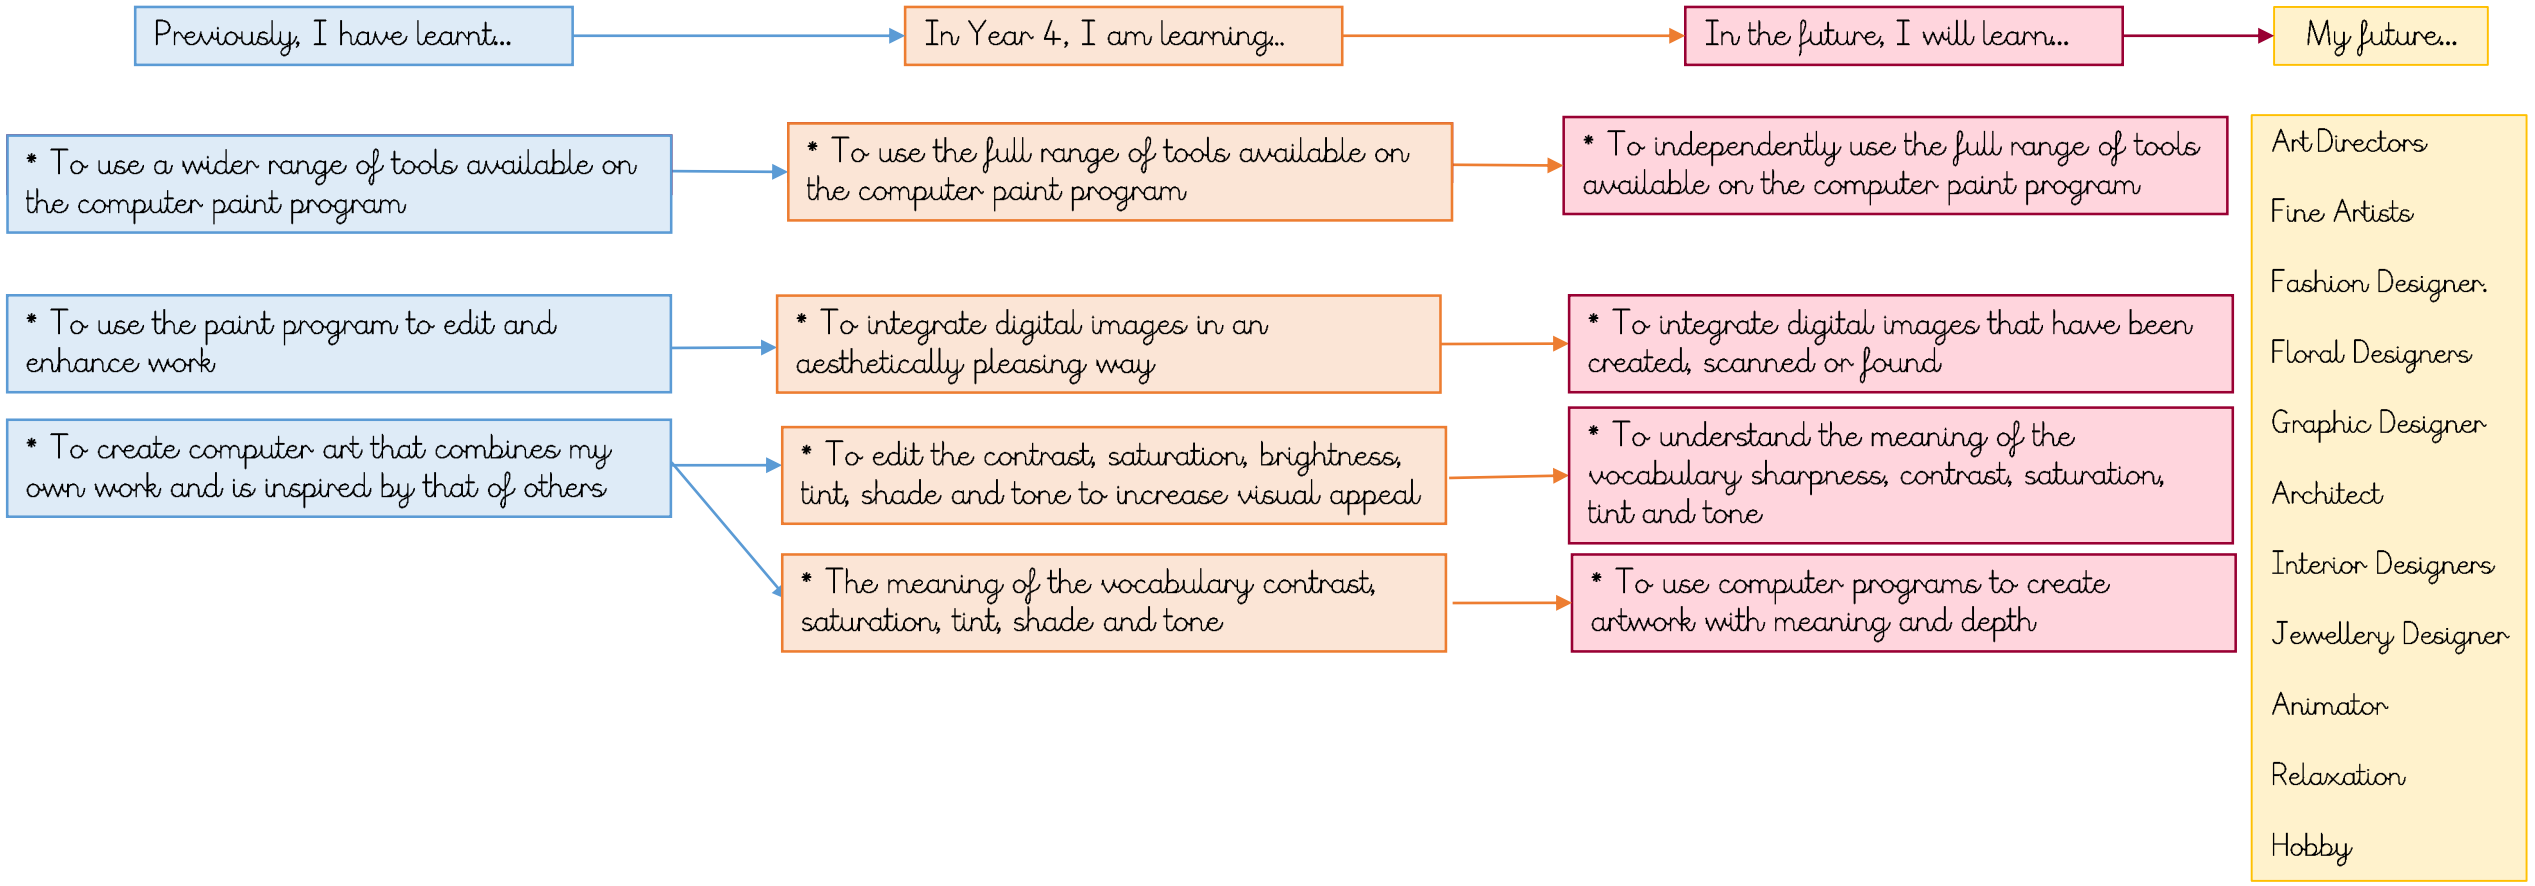 Previously, I have learnt...
In Year 4, I am learning...
In the future, I will learn...
My future...
* To use a wider range of tools available on
the computer paint program
* To use the full range of tools available on
the computer paint program
* To independently use the full range of tools
available on the computer paint program
* To use the paint program to edit and
enhance work
* To integrate digital images in an
aesthetically pleasing way
* To integrate digital images that have been
created, scanned or found
* To create computer art that combines my
own work and is inspired by that of others
* To edit the contrast, saturation, brightness,
tint, shade and tone to increase visual appeal
* To understand the meaning of the
vocabulary sharpness, contrast, saturation,
tint and tone
* The meaning of the vocabulary contrast,
saturation, tint, shade and tone
* To use computer programs to create
artwork with meaning and depth
Art Directors
Fine Artists
Fashion Designer.
Floral Designers
Graphic Designer
Architect
Interior Designers
Jewellery Designer
Animator
Relaxation
Hobby